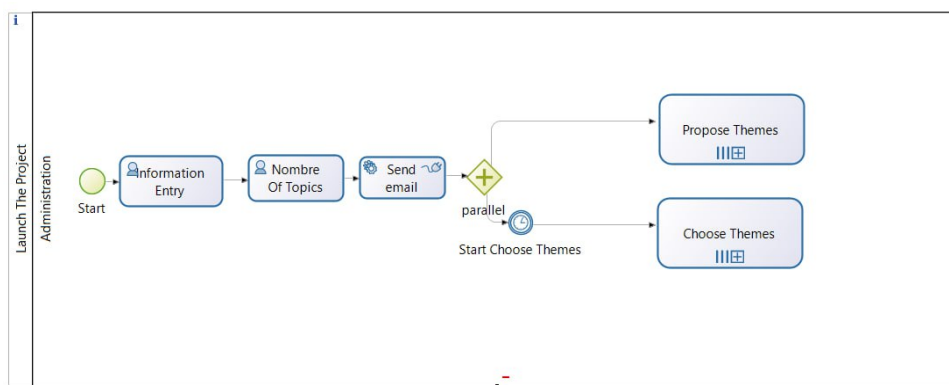 i
Launch The Project
Administration
Start
Information
Entry
Nombre
Of Topics
Send
email
parallel
Start Choose Themes
Propose Themes
Choose Themes